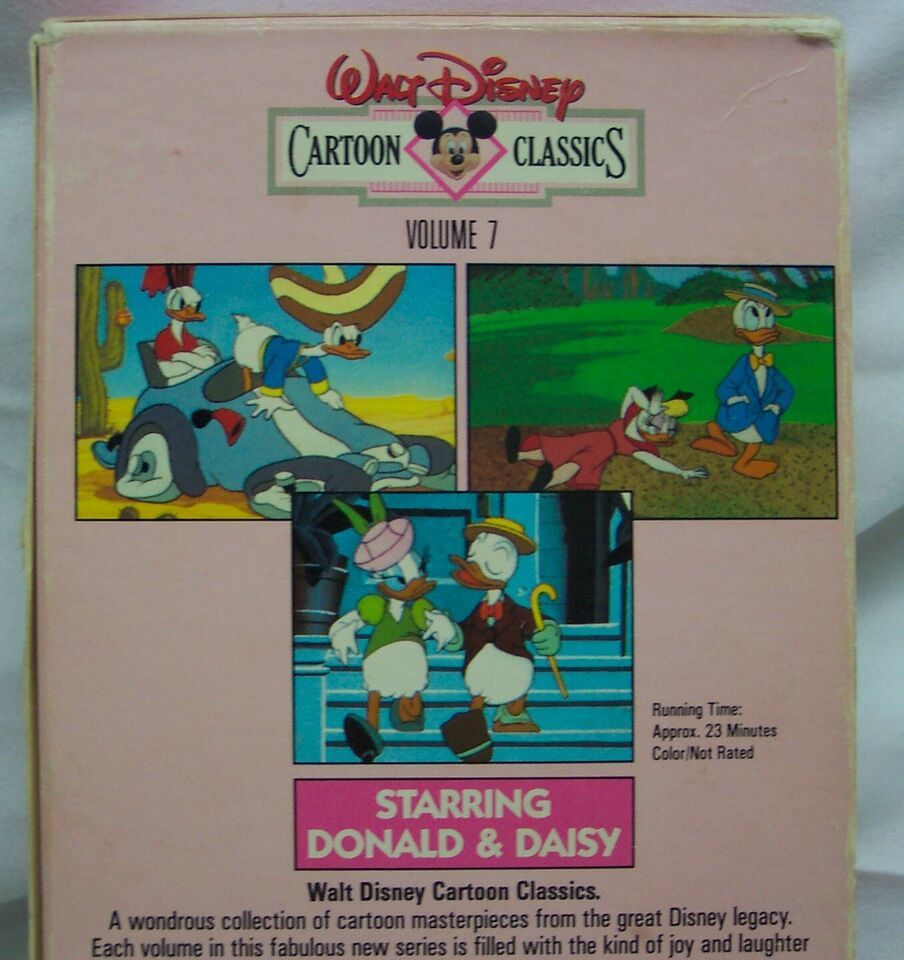 WALT DISNEY
CARTOON CLASSICS
VOLUME 7
Running Time:
Approx. 23 Minutes
Color/Not Rated
STARRING
DONALD & DAISY
Walt Disney Cartoon Classics.
A wondrous collection of cartoon masterpieces from the great Disney legacy.
Each volume in this fabulous new series is filled with the kind of joy and laughter